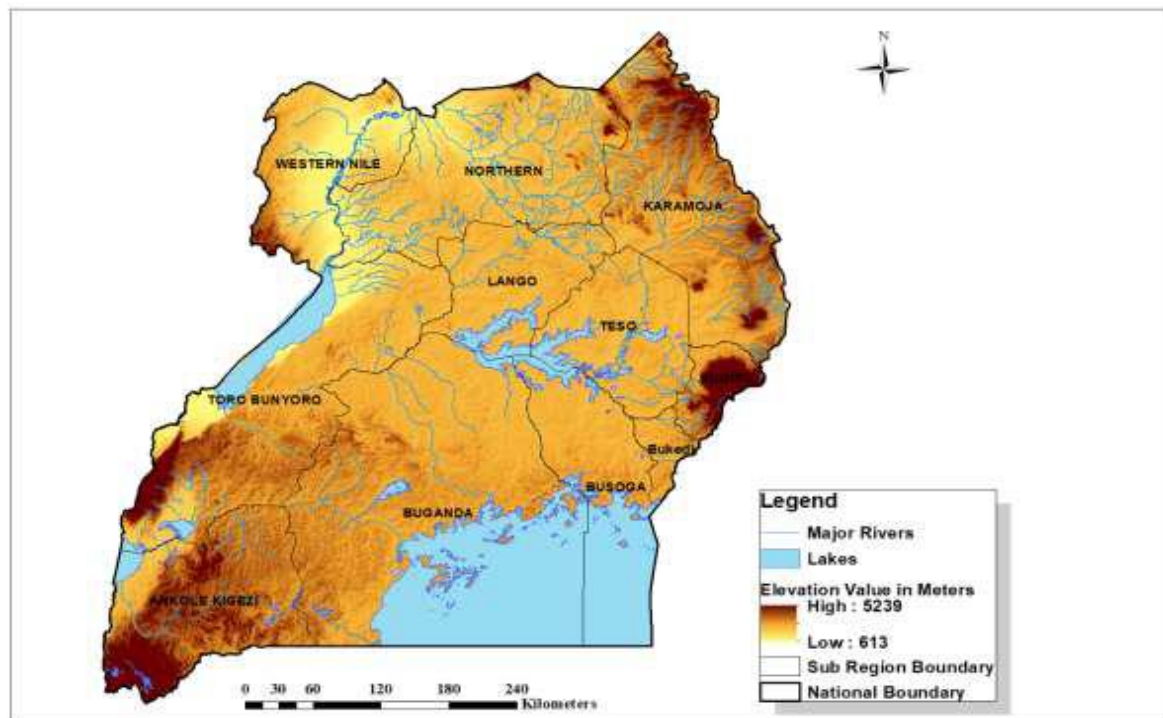 N
WESTERN NILE
NORTHERN
KARAMOJA
LANGO
TESO
TORO BUNYORO
Bukedi
BUSOGA
BUGANDA
ANKOLE KIGEZI
Legend
Major Rivers
Lakes
Elevation Value in Meters
High : 5239
Low : 613
Sub Region Boundary
National Boundary
0 30 60 120 180 240
Kilometers